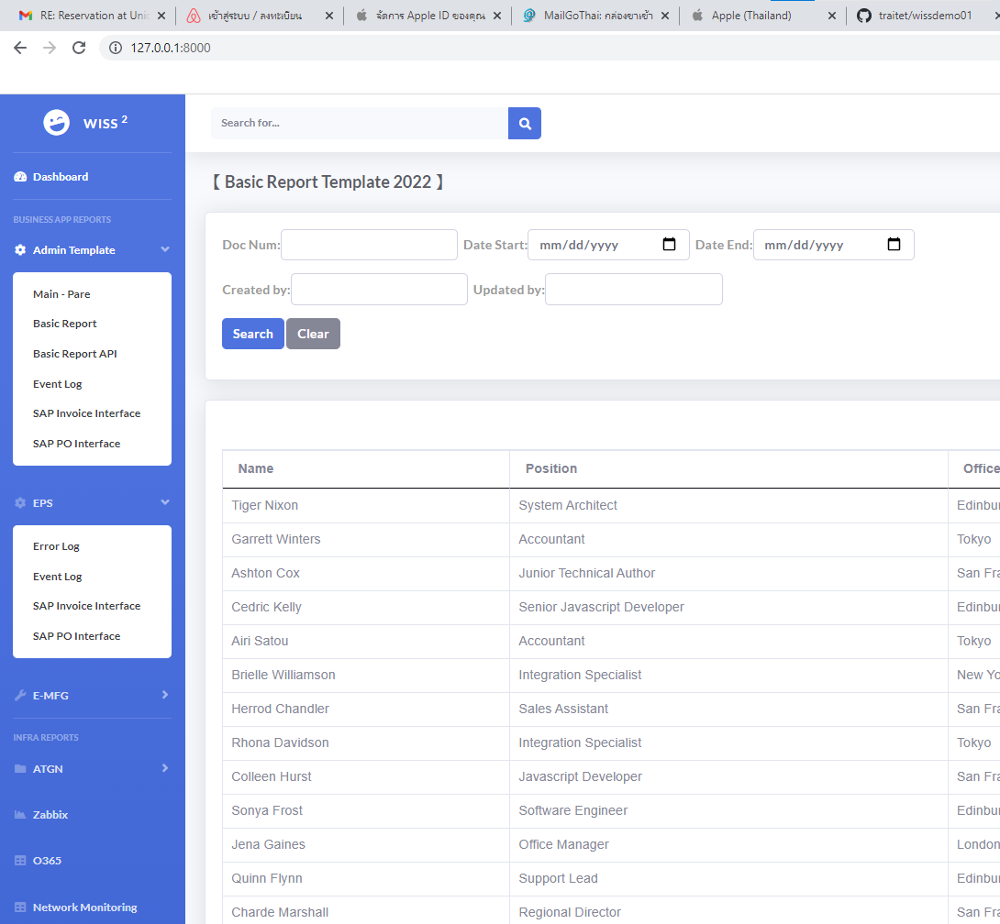 RE: Reservation at Unic
เข้าสู่ระบบ / ลงทะเบียน
จัดการ Apple ID ของคุณ
MailGoThai: กล่องขาเข้า
Apple (Thailand)
traitet/wissdemo01
127.0.0.1:8000
WISS 2
Search for...
【 Basic Report Template 2022 】
Dashboard
BUSINESS APP REPORTS
Admin Template
Main - Pare
Basic Report
Basic Report API
Event Log
SAP Invoice Interface
SAP PO Interface
EPS
Error Log
Event Log
SAP Invoice Interface
SAP PO Interface
E-MFG
INFRA REPORTS
ATGN
Zabbix
O365
Network Monitoring
Doc Num: Date Start: mm/dd/yyyy Date End: mm/dd/yyyy
Created by: Updated by:
Search Clear
Name Position Office
Tiger Nixon System Architect Edinbu
Garrett Winters Accountant Tokyo
Ashton Cox Junior Technical Author San Fra
Cedric Kelly Senior Javascript Developer Edinbu
Airi Satou Accountant Tokyo
Brielle Williamson Integration Specialist New Yo
Herrod Chandler Sales Assistant San Fra
Rhona Davidson Integration Specialist Tokyo
Colleen Hurst Javascript Developer San Fra
Sonya Frost Software Engineer Edinbu
Jena Gaines Office Manager London
Quinn Flynn Support Lead Edinbu
Charde Marshall Regional Director San Fra